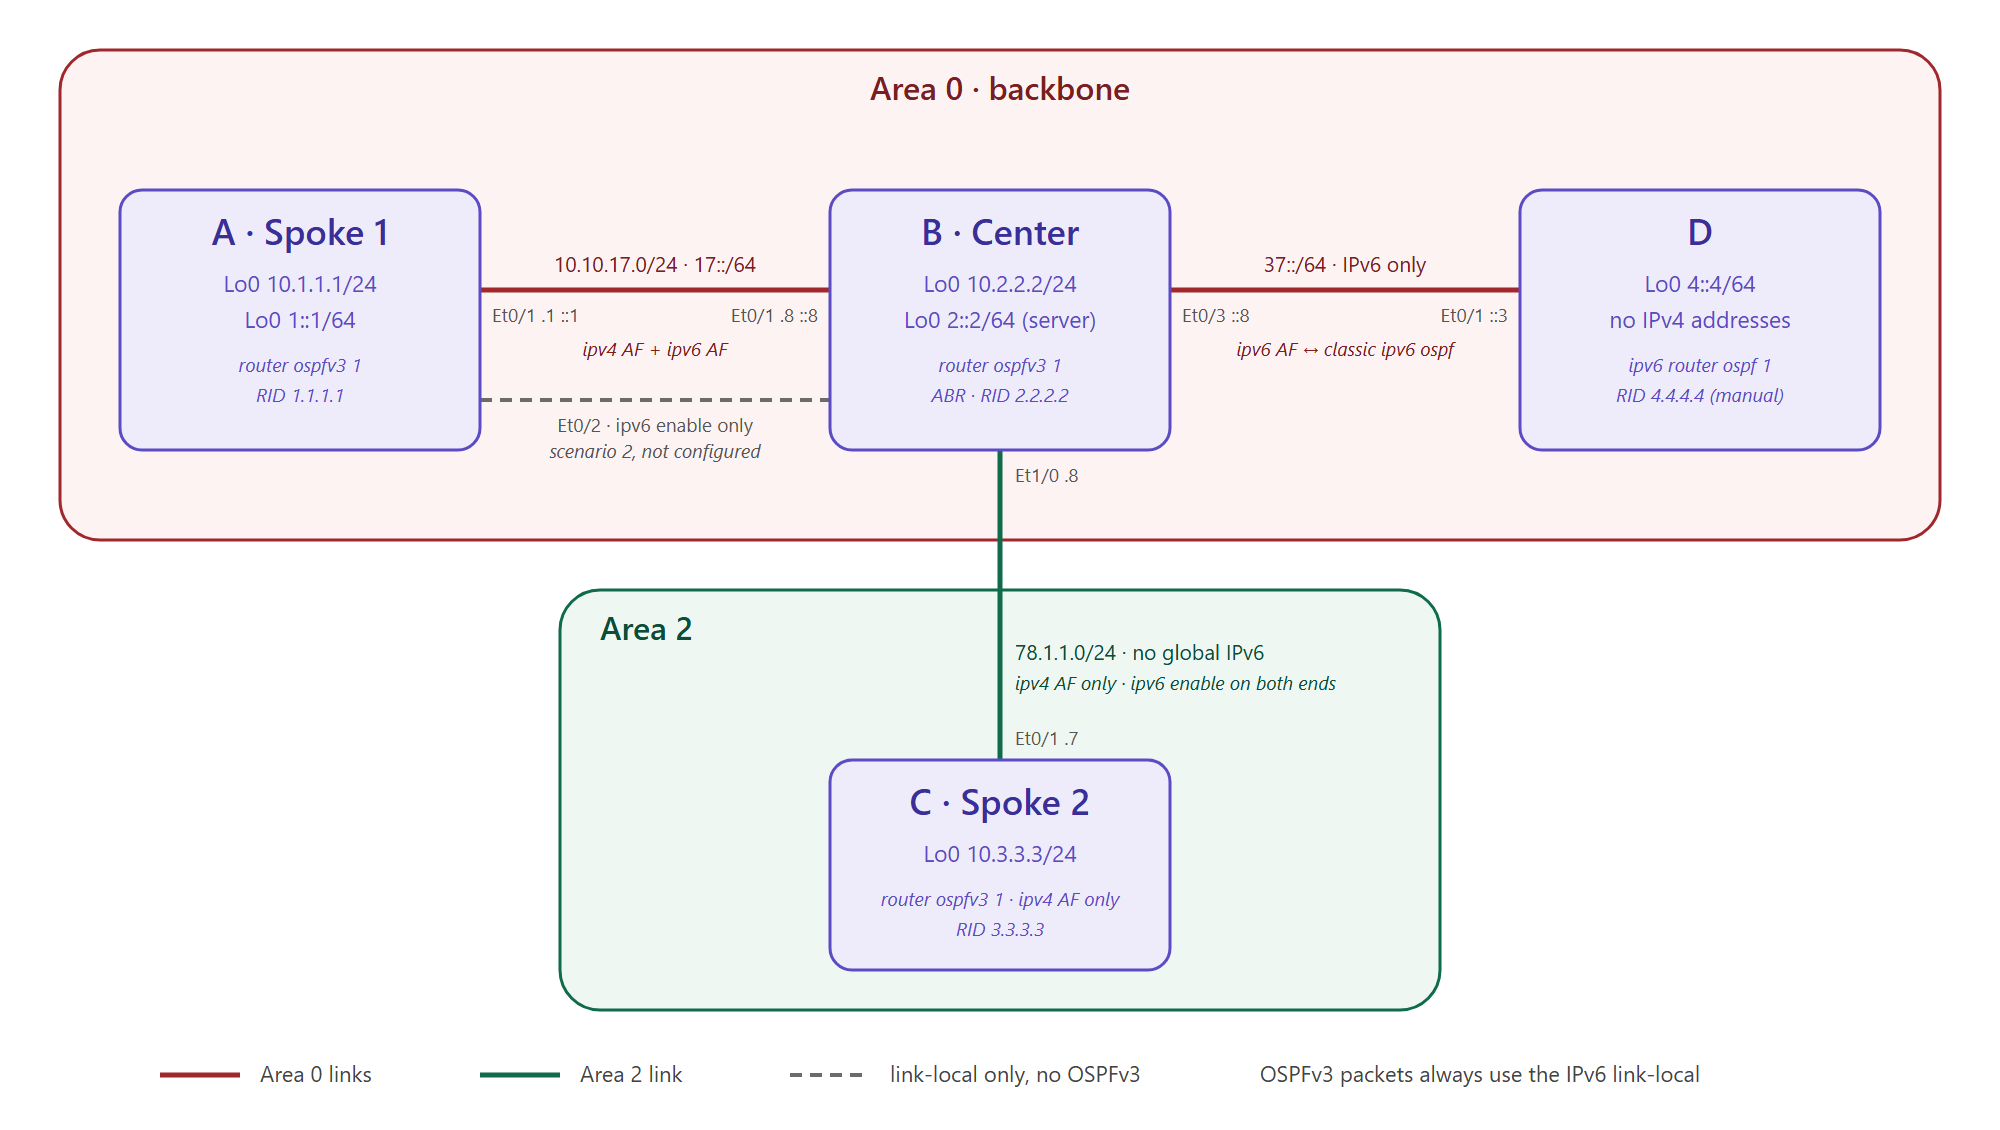 Area 0 · backbone
A · Spoke 1
Lo0 10.1.1.1/24
Lo0 1::1/64
router ospfv3 1
RID 1.1.1.1
10.10.17.0/24 · 17::/64
Et0/1 .1 ::1
Et0/1 .8 ::8
ipv4 AF + ipv6 AF
Et0/2 · ipv6 enable only
scenario 2, not configured
B · Center
Lo0 10.2.2.2/24
Lo0 2::2/64 (server)
router ospfv3 1
ABR · RID 2.2.2.2
37::/64 · IPv6 only
Et0/3 ::8
Et0/1 ::3
ipv6 AF ↔ classic ipv6 ospf
D
Lo0 4::4/64
no IPv4 addresses
ipv6 router ospf 1
RID 4.4.4.4 (manual)
Et1/0 .8
Area 2
78.1.1.0/24 · no global IPv6
ipv4 AF only · ipv6 enable on both ends
Et0/1 .7
C · Spoke 2
Lo0 10.3.3.3/24
router ospfv3 1 · ipv4 AF only
RID 3.3.3.3
Area 0 links
Area 2 link
link-local only, no OSPFv3
OSPFv3 packets always use the IPv6 link-local